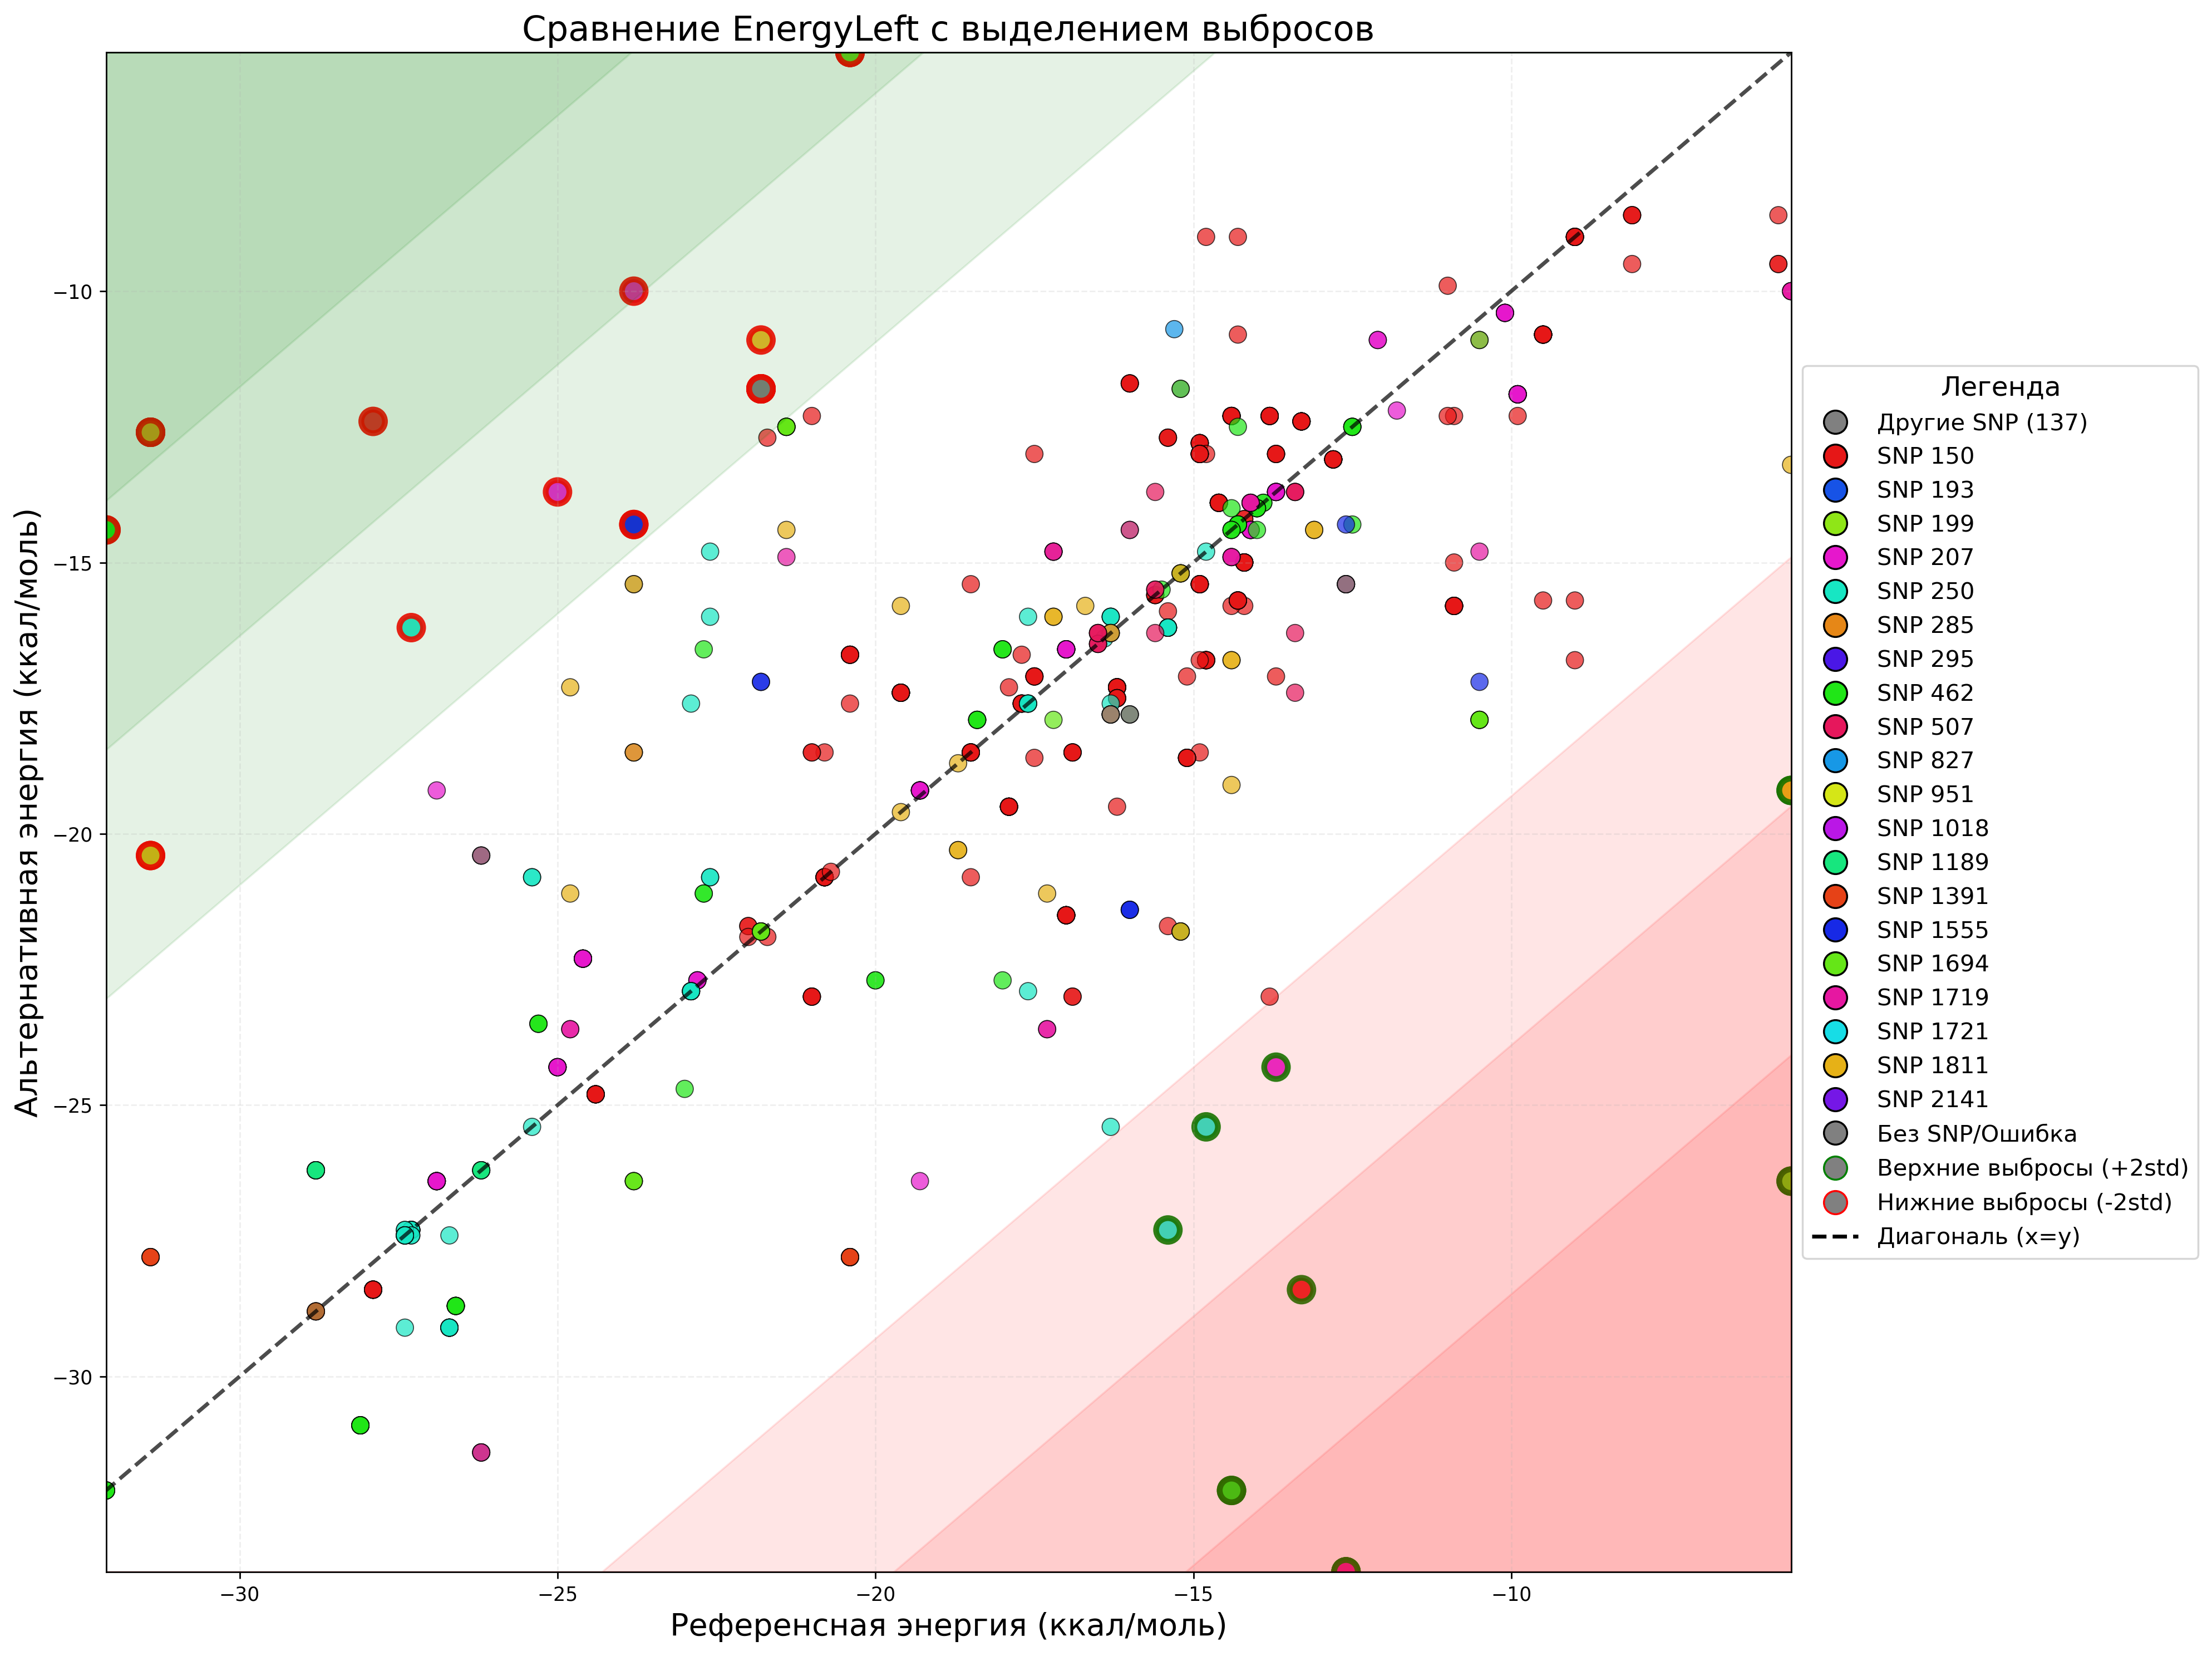 Сравнение EnergyLeft с выделением выбросов
Альтернативная энергия (ккал/моль)
−10
−15
−20
−25
−30
−30
−25
−20
−15
−10
Референсная энергия (ккал/моль)
Легенда
Другие SNP (137)
SNP 150
SNP 193
SNP 199
SNP 207
SNP 250
SNP 285
SNP 295
SNP 462
SNP 507
SNP 827
SNP 951
SNP 1018
SNP 1189
SNP 1391
SNP 1555
SNP 1694
SNP 1719
SNP 1721
SNP 1811
SNP 2141
Без SNP/Ошибка
Верхние выбросы (+2std)
Нижние выбросы (-2std)
Диагональ (x=y)